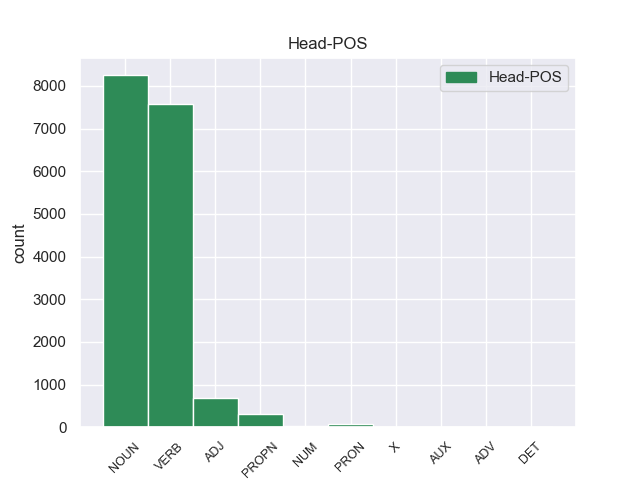 Head-POS
Head-POS
count
8000
7000
6000
5000
4000
3000
2000
1000
0
NOUN VERB ADJ PROPN NUM PRON X AUX ADV DET